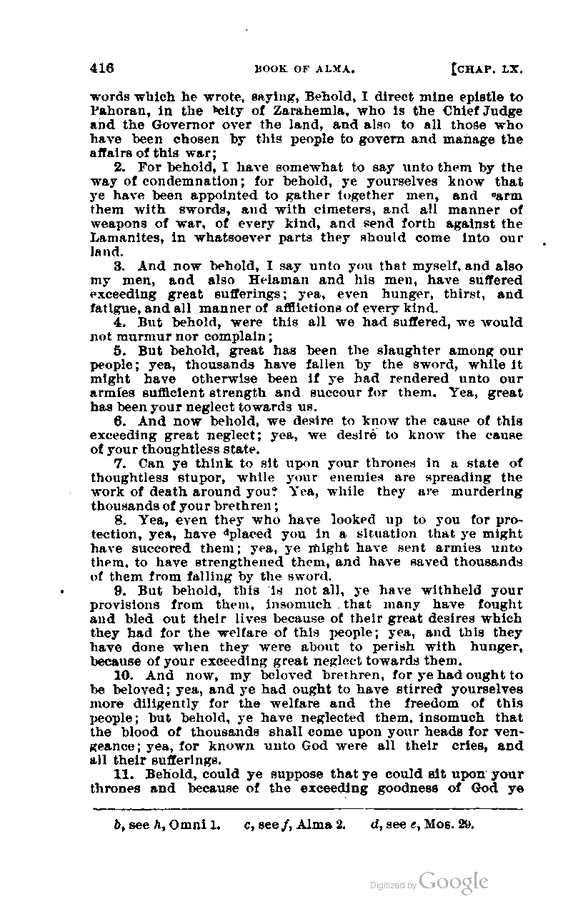 416 BOOK OF ALMA. [CHAP. LX.
words which he wrote, saying, Behold, I direct mine epistle to
Pahoran, in the bcity of Zarahemla, who is the Chief Judge
and the Governor over the land, and also to all those who
have been chosen by this people to govern and manage the
affairs of this war;
2. For behold, I have somewhat to say unto them by the
way of condemnation; for behold, ye yourselves know that
ye have been appointed to gather together men, and carm
them with swords, and with cimeters, and all manner of
weapons of war, of every kind, and send forth against the
Lamanites, in whatsoever parts they should come into our
land.
3. And now behold, I say unto you that myself, and also
my men, and also Helaman and his men, have suffered
exceeding great sufferings; yea, even hunger, thirst, and
fatigue, and all manner of afflictions of every kind.
4. But behold, were this all we had suffered, we would
not murmur nor complain;
5. But behold, great has been the slaughter among our
people; yea, thousands have fallen by the sword, while it
might have otherwise been if ye had rendered unto our
armies sufficient strength and succour for them. Yea, great
has been your neglect towards us.
6. And now behold, we desire to know the cause of this
exceeding great neglect; yea, we desire to know the cause
of your thoughtless state.
7. Can ye think to sit upon your thrones in a state of
thoughtless stupor, while your enemies are spreading the
work of death around you? Yea, while they are murdering
thousands of your brethren;
8. Yea, even they who have looked up to you for pro-
tection, yea, have dplaced you in a situation that ye might
have succored them; yea, ye might have sent armies unto
them, to have strengthened them, and have saved thousands
of them from falling by the sword.
9. But behold, this is not all, ye have withheld your
provisions from them, insomuch that many have fought
and bled out their lives because of their great desires which
they had for the welfare of this people; yea, and this they
have done when they were about to perish with hunger,
because of your exceeding great neglect towards them.
10. And now, my beloved brethren, for ye had ought to
be beloved; yea, and ye had ought to have stirred yourselves
more diligently for the welfare and the freedom of this
people; but behold, ye have neglected them, insomuch that
the blood of thousands shall come upon your heads for ven-
geance; yea, for known unto God were all their cries, and
all their sufferings.
11. Behold, could ye suppose that ye could sit upon your
thrones and because of the exceeding goodness of God ye
b, see h, Omni 1. c, see f, Alma 2. d, see e, Mos. 29.
Digitized by Google